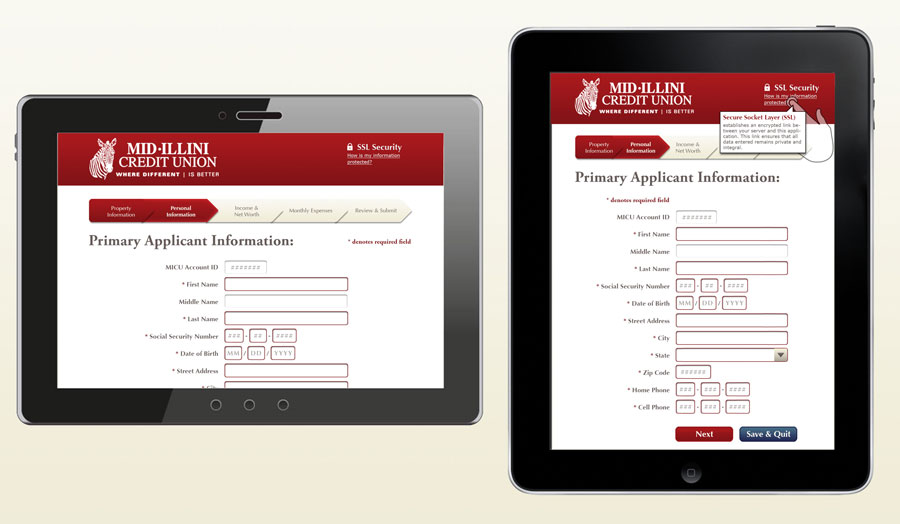 MID·ILLINI
CREDIT UNION
WHERE DIFFERENT | IS BETTER
SSL Security
How is my information
protected?
Property
Information
Personal
Information
Income &
Net Worth
Monthly Expenses
Review & Submit
Primary Applicant Information:
* denotes required field
MICU Account ID
#######
* First Name
Middle Name
* Last Name
* Social Security Number
### - ## - ####
* Date of Birth
MM / DD / YYYY
* Street Address
* City
MID·ILLINI
CREDIT UNION
WHERE DIFFERENT | IS BETTER
SSL Security
How is my information
protected?
Secure Socket Layer (SSL)
establishes an encrypted link be-
tween your server and this appli-
cation. This link ensures that all
data entered remains private and
integral.
Property
Information
Personal
Information
Income &
Net Worth
Primary Applicant Information:
* denotes required field
MICU Account ID
#######
* First Name
Middle Name
* Last Name
* Social Security Number
### - ## - ####
* Date of Birth
MM / DD / YYYY
* Street Address
* City
* State
* Zip Code
######
* Home Phone
### - ### - ####
* Cell Phone
### - ### - ####
Next
Save & Quit